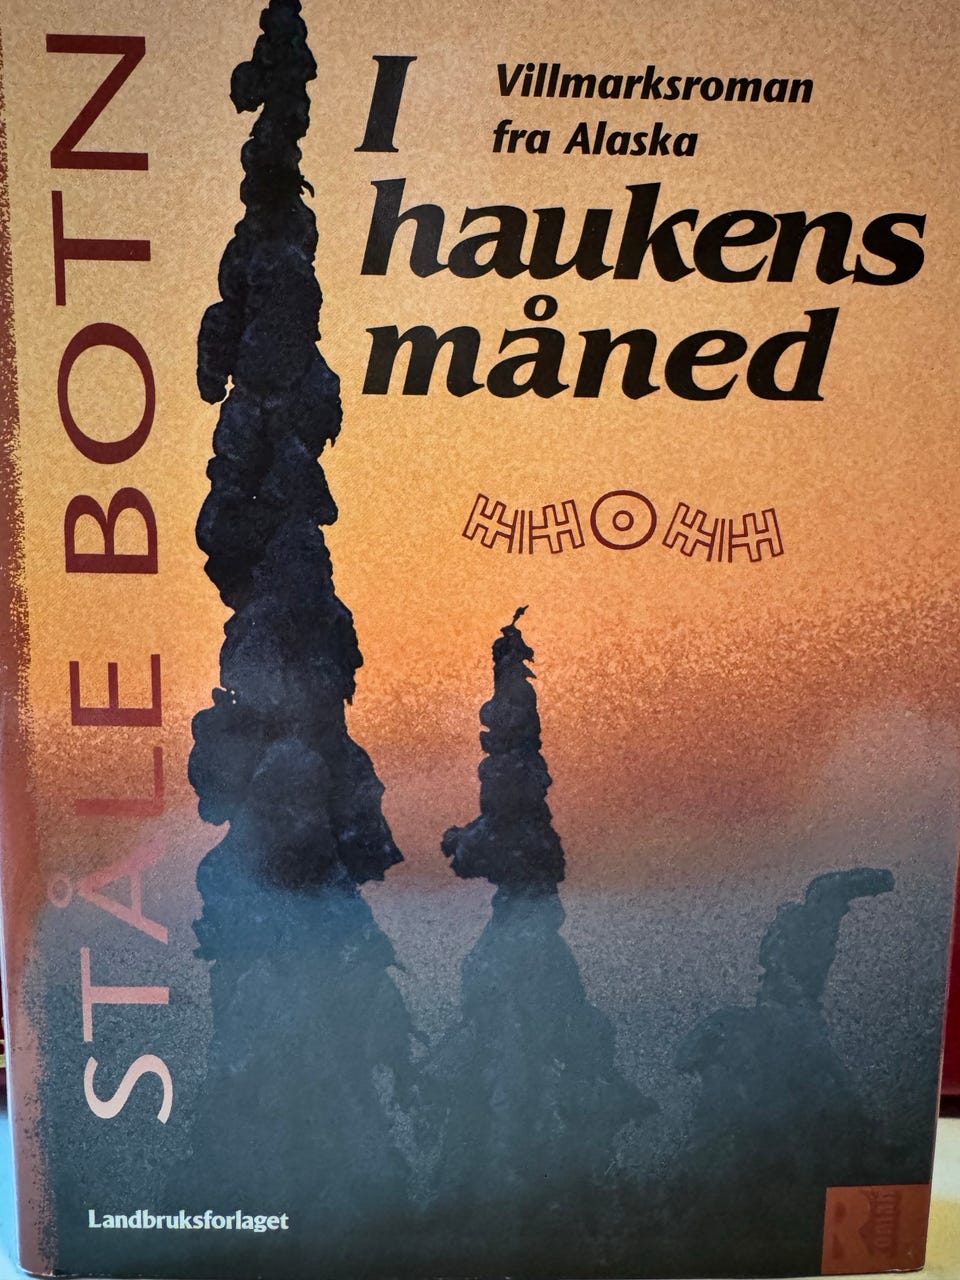 STÅLE BOTN
I
Villmarksroman
fra Alaska
haukens
måned
Landbruksforlaget